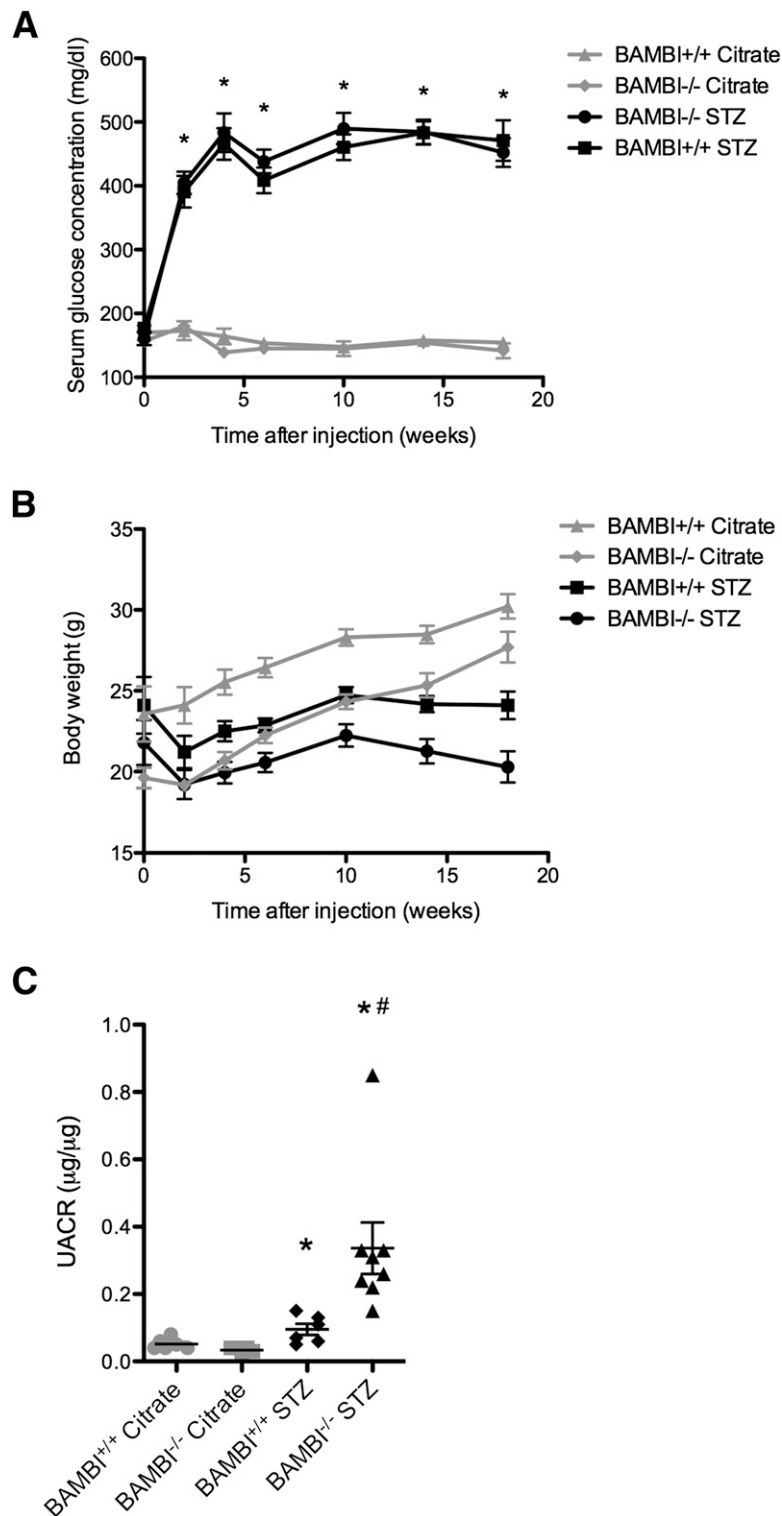 A
Serum glucose concentration (mg/dl)
600
500
400
300
200
100
* * * * * *
0 5 10 15 20
Time after injection (weeks)
BAMBI+/+ Citrate
BAMBI-/- Citrate
BAMBI-/- STZ
BAMBI+/+ STZ
B
Body weight (g)
35
30
25
20
15
0 5 10 15 20
Time after injection (weeks)
BAMBI+/+ Citrate
BAMBI-/- Citrate
BAMBI+/+ STZ
BAMBI-/- STZ
C
UACR (μg/μg)
1.0
0.8
0.6
0.4
0.2
0.0
*
* #
BAMBI+/+ Citrate
BAMBI-/- Citrate
BAMBI+/+ STZ
BAMBI-/- STZ